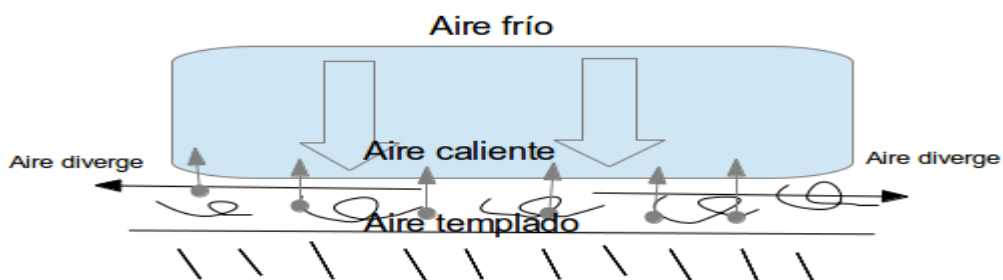 Aire frío
Aire caliente
Aire diverge
Aire diverge
Aire templado